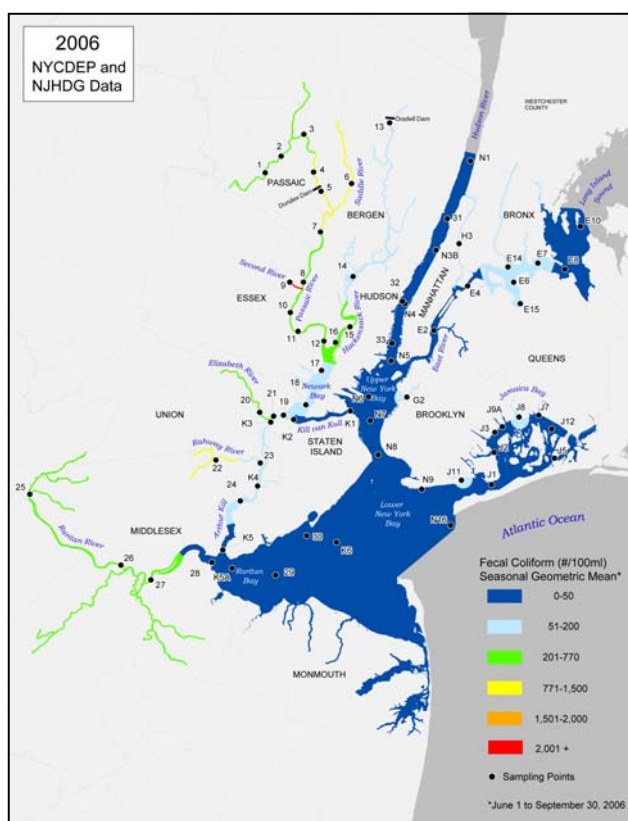 2006
NYCDEP and
NJHDG Data
WESTCHESTER
COUNTY
Oradell Dam
13
Hudson River
N1
3
2
1
4
PASSAIC
Dundee Dam
5
6
Saddle River
BERGEN
7
31
H3
BRONX
Long Island
Sound
E10
N3B
E14
E7
E8
E6
E15
Second River
8
9
14
MANHATTAN
HUDSON
32
N4
E4
ESSEX
10
Passaic River
Hackensack River
11
12
16
15
33
E2
N5
East River
QUEENS
17
Elizabeth River
18
Newark
Bay
Upper
New York
Bay
N6
G2
BROOKLYN
Jamaica Bay
UNION
20
21
19
K3
K2
Kill van Kull
K1
N7
J9A
J8
J7
J3
J12
STATEN
ISLAND
N8
J2
J5
Rahway River
22
23
K4
24
J11
J1
N9
25
Arthur Kill
Lower
New York
Bay
N16
Atlantic Ocean
Raritan River
MIDDLESEX
K5
30
K6
26
27
28
K5A
Raritan
Bay
29
MONMOUTH
Fecal Coliform (#/100ml)
Seasonal Geometric Mean*
0-50
51-200
201-770
771-1,500
1,501-2,000
2,001 +
Sampling Points
*June 1 to September 30, 2006